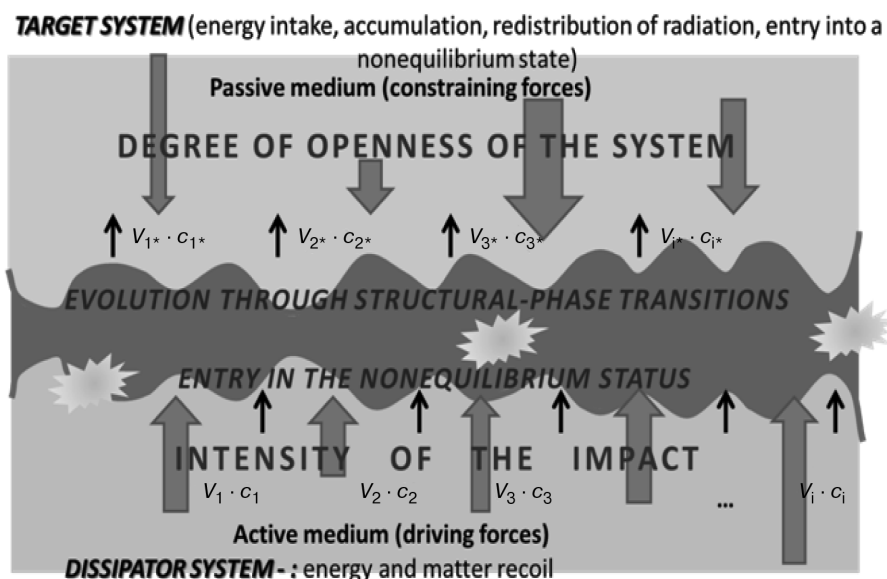 TARGET SYSTEM (energy intake, accumulation, redistribution of radiation, entry into a
nonequilibrium state)
Passive medium (constraining forces)
DEGREE OF OPENNESS OF THE SYSTEM
V1* · c1* V2* · c2* V3* · c3* Vi* · ci*
EVOLUTION THROUGH STRUCTURAL-PHASE TRANSITIONS
ENTRY IN THE NONEQUILIBRIUM STATUS
INTENSITY OF THE IMPACT
V1 · c1 V2 · c2 V3 · c3 ... Vi · ci
Active medium (driving forces)
DISSIPATOR SYSTEM - : energy and matter recoil